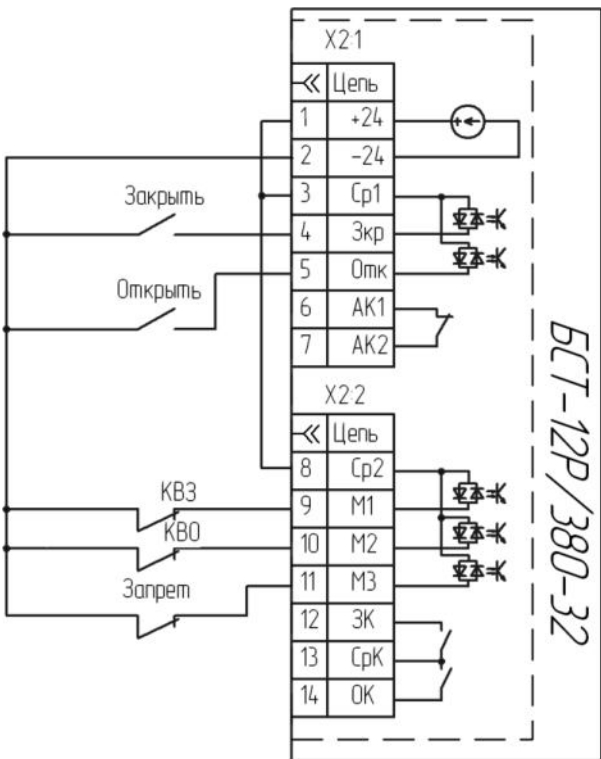 X2:1
Цепь
1 +24
2 -24
3 Ср1
Закрыть
4 Зкр
5 Отк
Открыть
6 АК1
7 АК2
X2:2
Цепь
8 Ср2
КВЗ
9 М1
КВО
10 М2
Запрет
11 М3
12 ЗК
13 СрК
14 ОК
БСТ-12Р/380-32